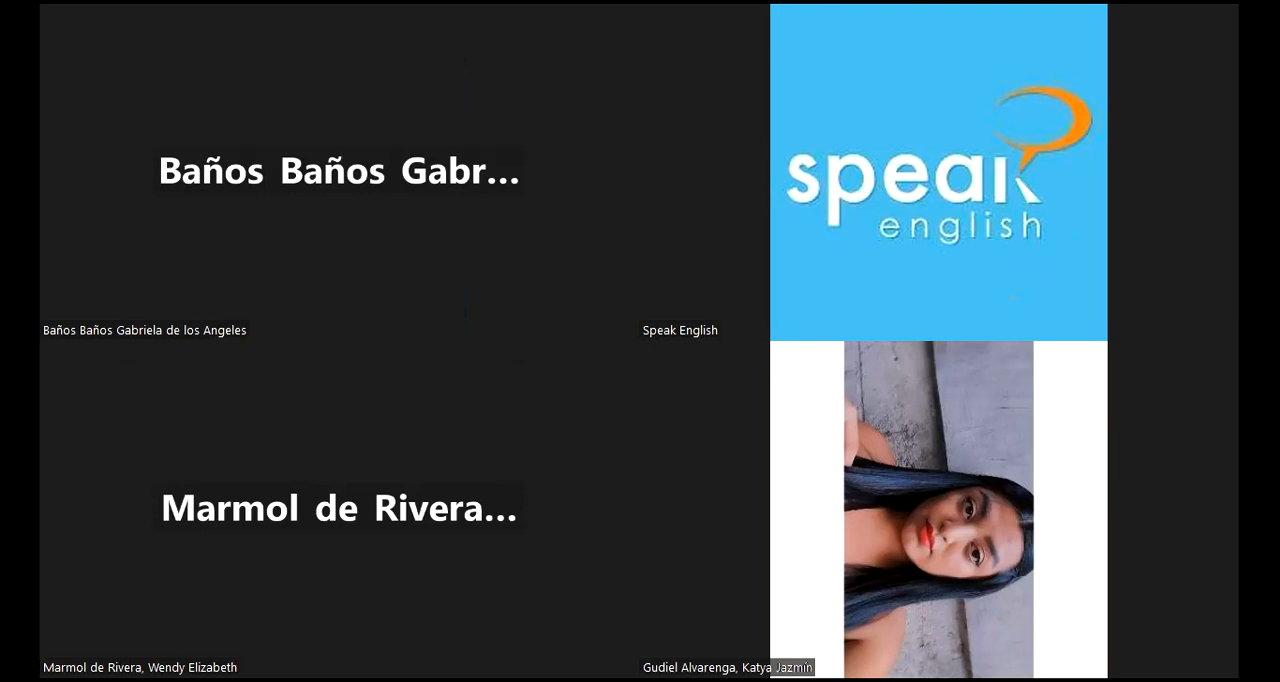 Baños Baños Gabr...
Baños Baños Gabriela de los Angeles
speak
english
Speak English
Marmol de Rivera...
Marmol de Rivera, Wendy Elizabeth
Gudiel Alvarenga, Katya Jazmín